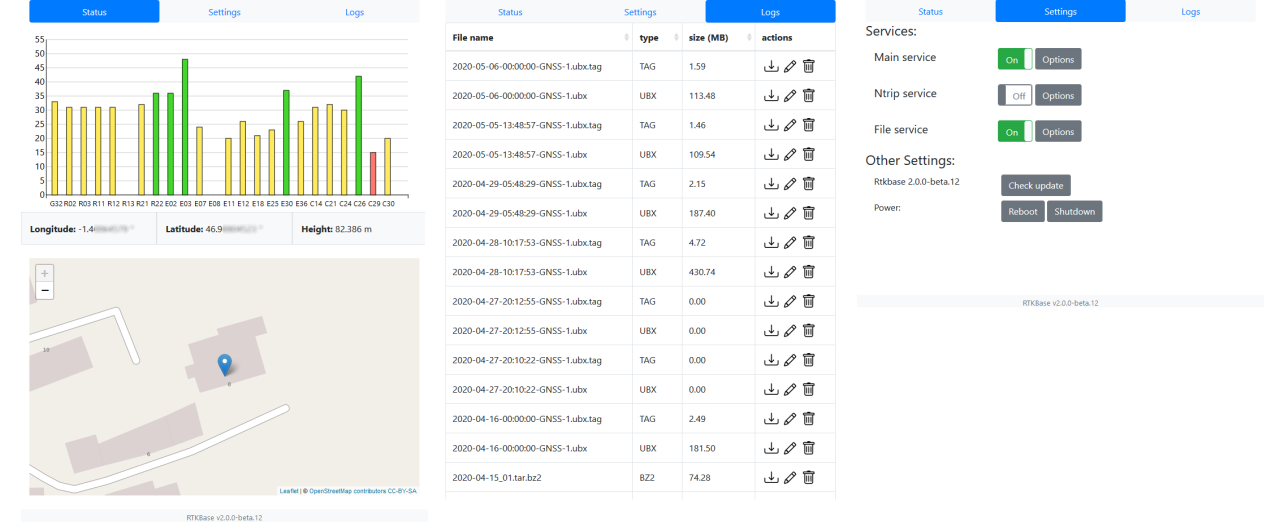 Status Settings Logs
55
50
45
40
35
30
25
20
15
10
5
0
G32 R02 R03 R11 R12 R13 R21 R22 E02 E03 E07 E08 E11 E12 E18 E25 E30 E36 C14 C21 C24 C26 C29 C30
Longitude: -1.4 Latitude: 46.9 Height: 82.386 m
+
−
10
6
8
Leaflet | © OpenStreetMap contributors CC-BY-SA
RTKBase v2.0.0-beta.12
Status Settings Logs
File name type size (MB) actions
2020-05-06-00:00:00-GNSS-1.ubx.tag TAG 1.59
2020-05-06-00:00:00-GNSS-1.ubx UBX 113.48
2020-05-05-13:48:57-GNSS-1.ubx.tag TAG 1.46
2020-05-05-13:48:57-GNSS-1.ubx UBX 109.54
2020-04-29-05:48:29-GNSS-1.ubx.tag TAG 2.15
2020-04-29-05:48:29-GNSS-1.ubx UBX 187.40
2020-04-28-10:17:53-GNSS-1.ubx.tag TAG 4.72
2020-04-28-10:17:53-GNSS-1.ubx UBX 430.74
2020-04-27-20:12:55-GNSS-1.ubx.tag TAG 0.00
2020-04-27-20:12:55-GNSS-1.ubx UBX 0.00
2020-04-27-20:10:22-GNSS-1.ubx.tag TAG 0.00
2020-04-27-20:10:22-GNSS-1.ubx UBX 0.00
2020-04-16-00:00:00-GNSS-1.ubx.tag TAG 2.49
2020-04-16-00:00:00-GNSS-1.ubx UBX 181.50
2020-04-15_01.tar.bz2 BZ2 74.28
Status Settings Logs
Services:
Main service On Options
Ntrip service Off Options
File service On Options
Other Settings:
Rtkbase 2.0.0-beta.12 Check update
Power: Reboot Shutdown
RTKBase v2.0.0-beta.12